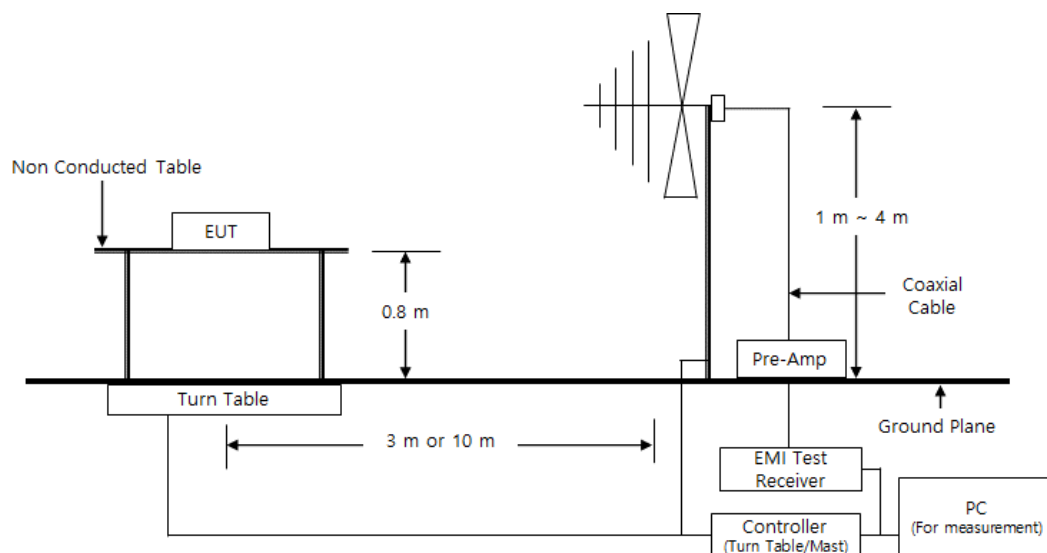 Non Conducted Table
EUT
1 m ~ 4 m
0.8 m
Coaxial
Cable
Pre-Amp
Turn Table
Ground Plane
3 m or 10 m
EMI Test
Receiver
PC
(For measurement)
Controller
(Turn Table/Mast)